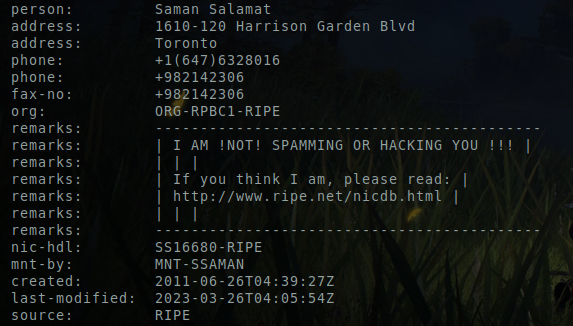 person:         Saman Salamat
address:        1610-120 Harrison Garden Blvd
address:        Toronto
phone:          +1(647)6328016
phone:          +982142306
fax-no:         +982142306
org:            ORG-RPBC1-RIPE
remarks:        -------------------------------------------
remarks:        | I AM !NOT! SPAMMING OR HACKING YOU !!! |
remarks:        | | |
remarks:        | If you think I am, please read: |
remarks:        | http://www.ripe.net/nicdb.html |
remarks:        | | |
remarks:        -------------------------------------------
nic-hdl:        SS16680-RIPE
mnt-by:         MNT-SSAMAN
created:        2011-06-26T04:39:27Z
last-modified:  2023-03-26T04:05:54Z
source:         RIPE